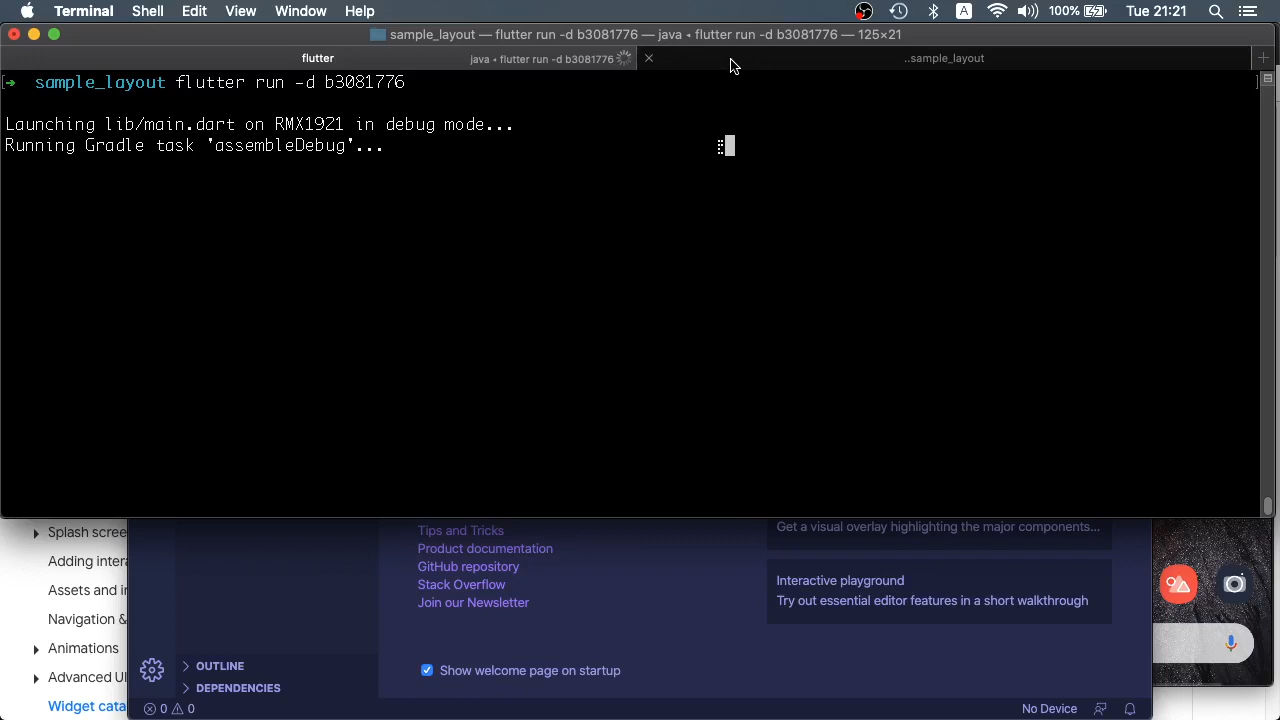 Terminal Shell Edit View Window Help A 100% Tue 21:21
sample_layout — flutter run -d b3081776 — java ◂ flutter run -d b3081776 — 125×21
flutter java ◂ flutter run -d b3081776 ..sample_layout
[➜ sample_layout flutter run -d b3081776 ]
Launching lib/main.dart on RMX1921 in debug mode...
Running Gradle task 'assembleDebug'...
Splash scree
Adding intera
Assets and in
Navigation &
Animations
Advanced UI
Widget cata
Tips and Tricks
Product documentation
GitHub repository
Stack Overflow
Join our Newsletter
Get a visual overlay highlighting the major components...
Interactive playground
Try out essential editor features in a short walkthrough
OUTLINE
DEPENDENCIES
Show welcome page on startup
0 0 No Device